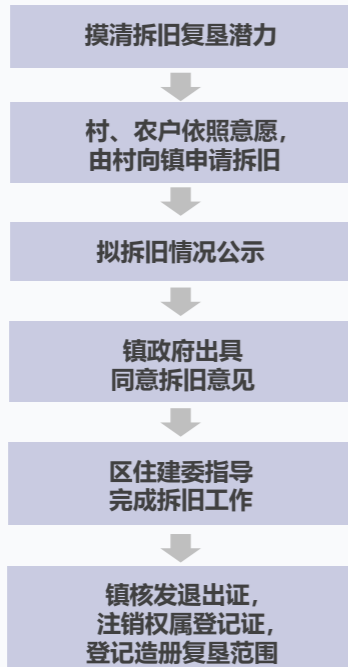 摸清拆旧复垦潜力
村、农户依照意愿，
由村向镇申请拆旧
拟拆旧情况公示
镇政府出具
同意拆旧意见
区住建委指导
完成拆旧工作
镇核发退出证，
注销权属登记证，
登记造册复垦范围